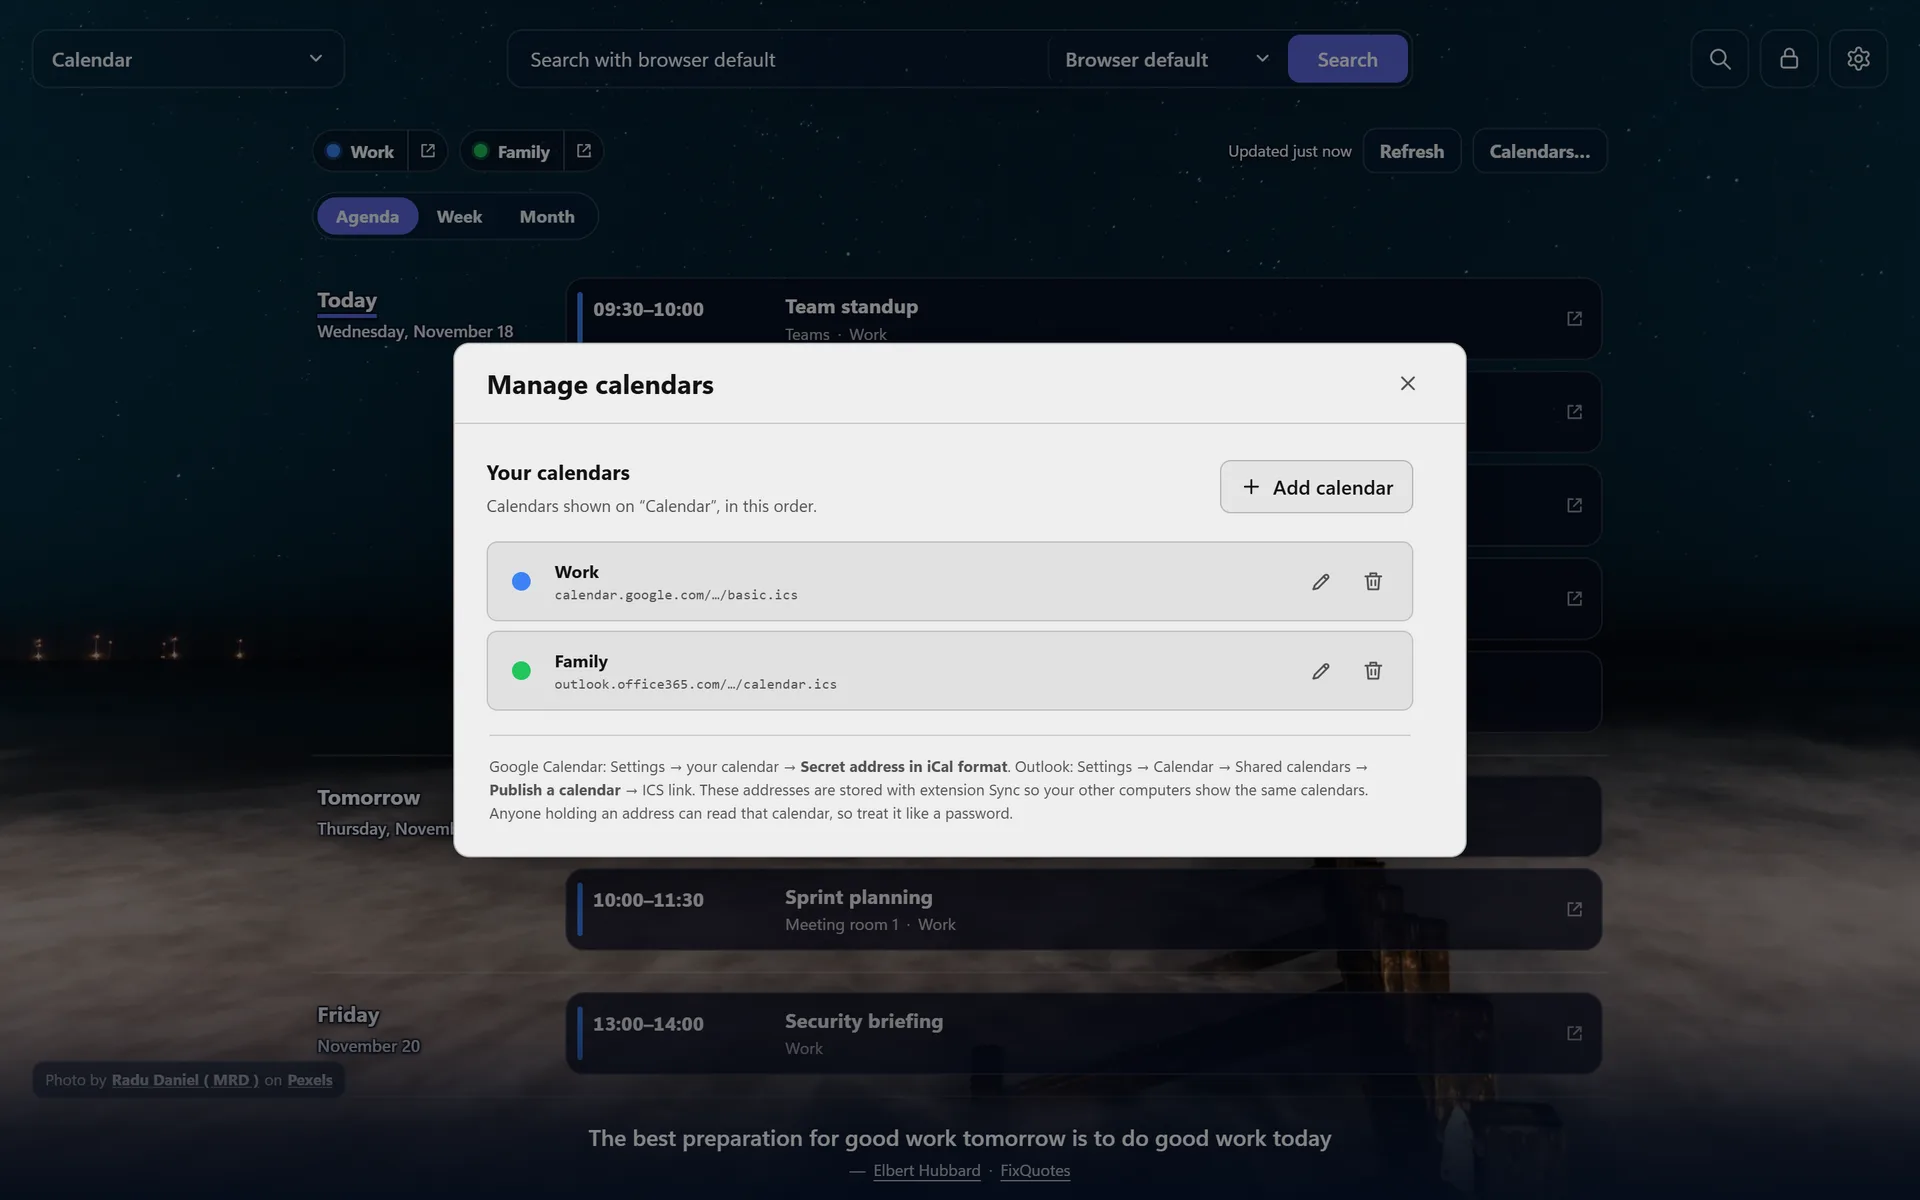 Calendar
Search with browser default
Browser default
Search
Work
Family
Updated just now
Refresh
Calendars...
Agenda
Week
Month
Today
Wednesday, November 18
09:30–10:00
Team standup
Teams · Work
Manage calendars
Your calendars
Calendars shown on “Calendar”, in this order.
+ Add calendar
Work
calendar.google.com/…/basic.ics
Family
outlook.office365.com/…/calendar.ics
Google Calendar: Settings → your calendar → Secret address in iCal format. Outlook: Settings → Calendar → Shared calendars →
Publish a calendar → ICS link. These addresses are stored with extension Sync so your other computers show the same calendars.
Anyone holding an address can read that calendar, so treat it like a password.
Tomorrow
Thursday,
10:00–11:30
Sprint planning
Meeting room 1 · Work
Friday
November 20
13:00–14:00
Security briefing
Work
Photo by Radu Daniel ( MRD ) on Pexels
The best preparation for good work tomorrow is to do good work today
— Elbert Hubbard · FixQuotes